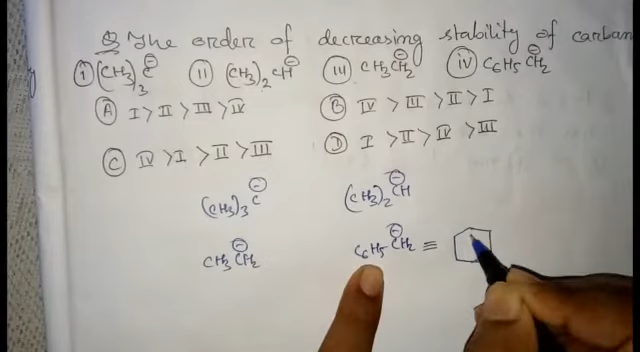 Q The order of decreasing stability of carban
① (CH₃)₃C⊖ ⅱ (CH₃)₂CH⊖ ⅲ CH₃CH₂⊖ ⅳ C₆H₅CH₂⊖
Ⓐ I > II > III > IV Ⓑ IV > III > II > I
Ⓒ IV > I > II > III Ⓓ I > II > IV > III
(CH₃)₃C⊖ (CH₃)₂CH⊖
CH₃CH₂⊖ C₆H₅CH₂⊖ ≡